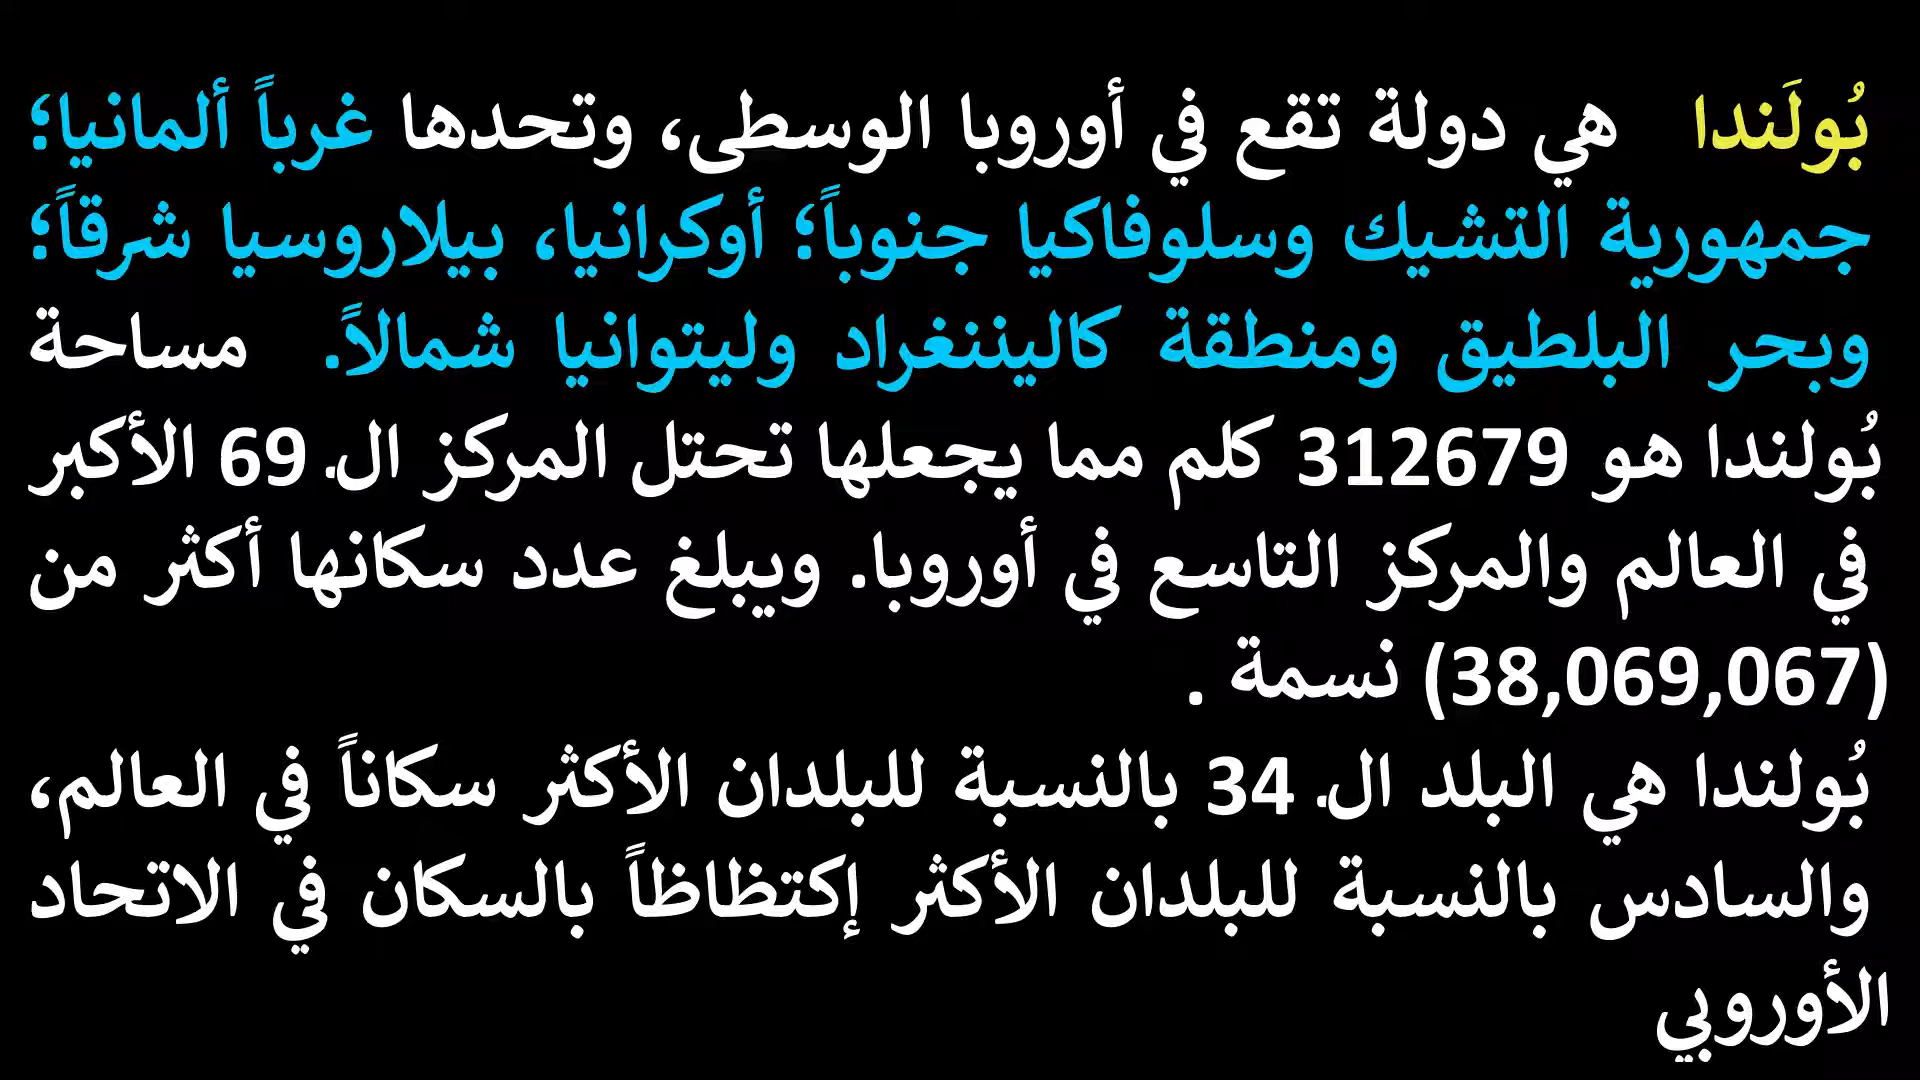 بُولَندا هي دولة تقع في أوروبا الوسطى، وتحدها غرباً ألمانيا؛
جمهورية التشيك وسلوفاكيا جنوباً؛ أوكرانيا، بيلاروسيا شرقاً؛
وبحر البلطيق ومنطقة كاليننغراد وليتوانيا شمالاً. مساحة
بُولندا هو 312679 كلم مما يجعلها تحتل المركز ال. 69 الأكبر
في العالم والمركز التاسع في أوروبا. ويبلغ عدد سكانها أكثر من
(38,069,067) نسمة .
بُولندا هي البلد ال. 34 بالنسبة للبلدان الأكثر سكاناً في العالم،
والسادس بالنسبة للبلدان الأكثر إكتظاظاً بالسكان في الاتحاد
الأوروبي